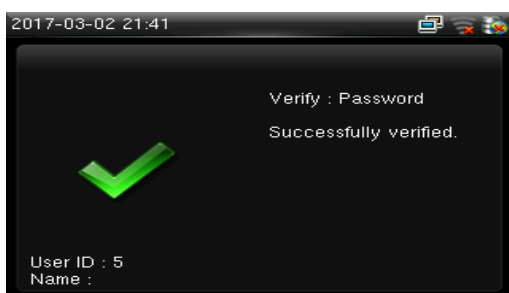 2017-03-02 21:41
Verify : Password
Successfully verified.
User ID : 5
Name :